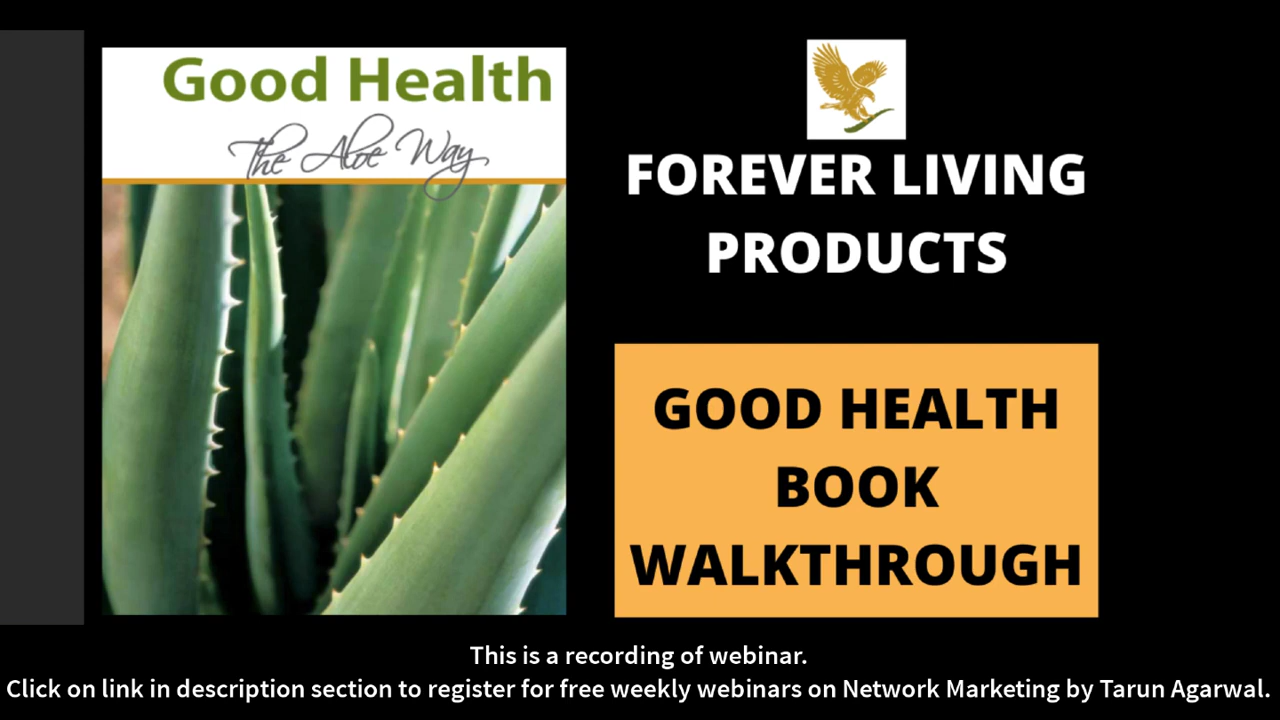 Good Health
The Aloe Way
FOREVER LIVING
PRODUCTS
GOOD HEALTH
BOOK
WALKTHROUGH
This is a recording of webinar.
Click on link in description section to register for free weekly webinars on Network Marketing by Tarun Agarwal.